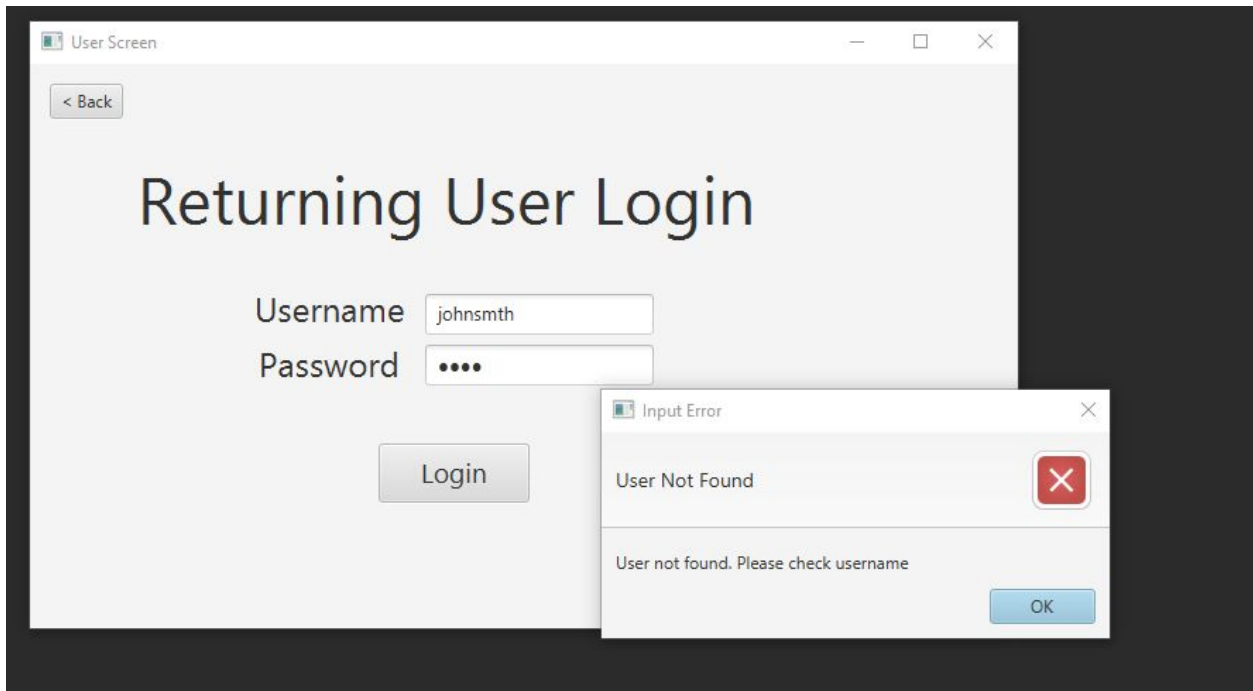 User Screen
< Back
Returning User Login
Username johnsmth
Password ••••
Login
Input Error
User Not Found
User not found. Please check username
OK